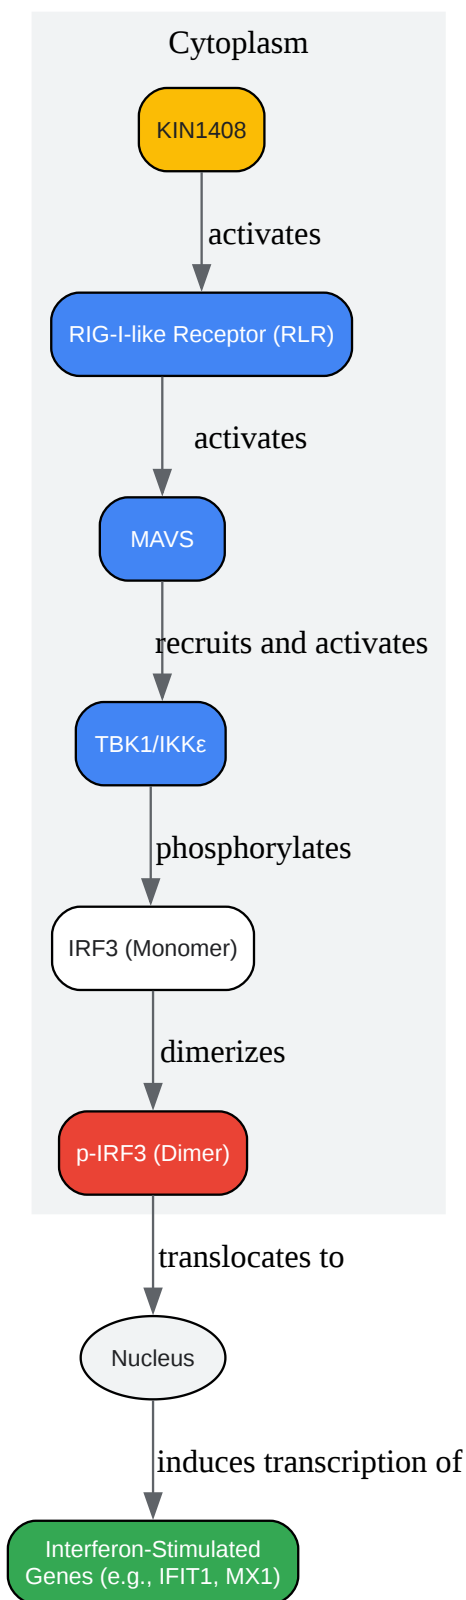 Cytoplasm
KIN1408
activates
RIG-I-like Receptor (RLR)
activates
MAVS
recruits and activates
TBK1/IKKε
phosphorylates
IRF3 (Monomer)
dimerizes
p-IRF3 (Dimer)
translocates to
Nucleus
induces transcription of
Interferon-Stimulated
Genes (e.g., IFIT1, MX1)